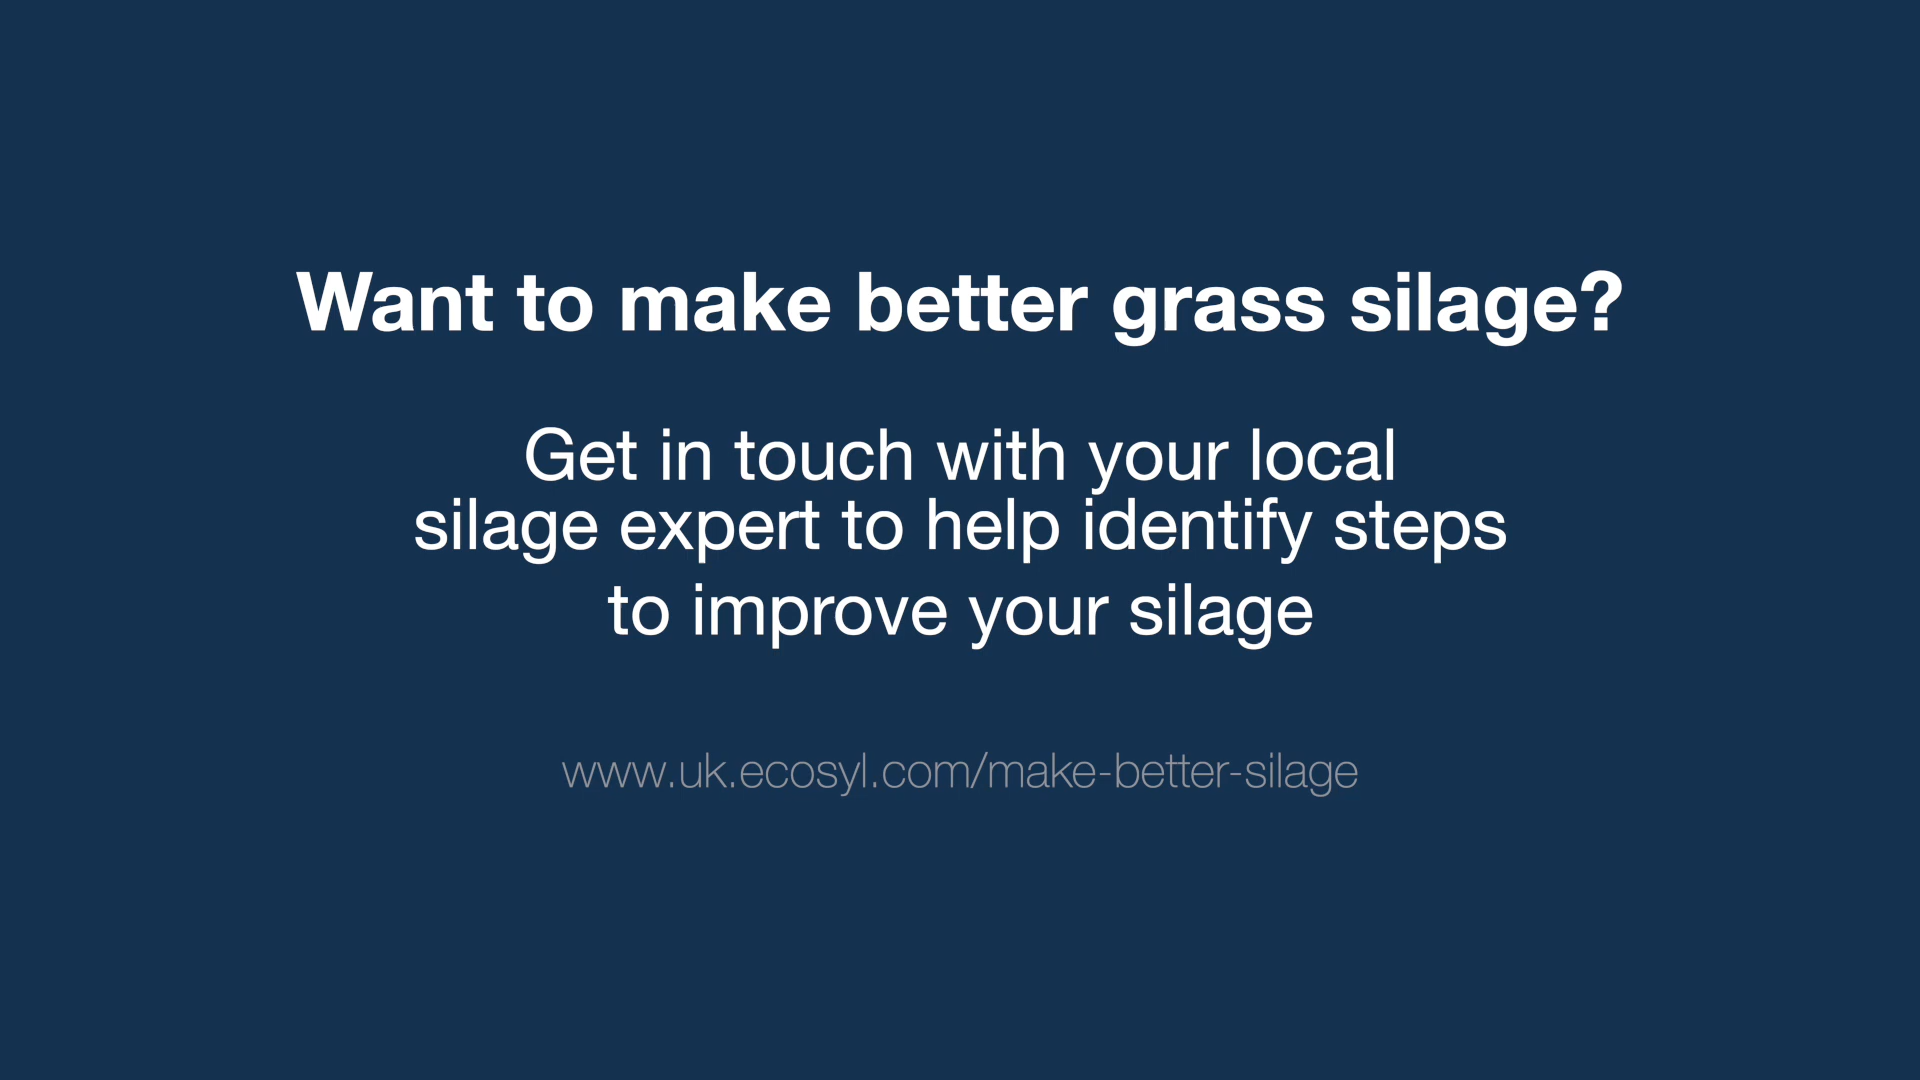 Want to make better grass silage?
Get in touch with your local
silage expert to help identify steps
to improve your silage
www.uk.ecosyl.com/make-better-silage